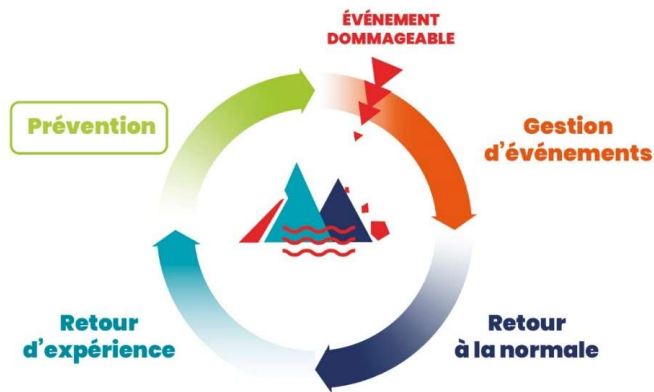 ÉVÉNEMENT
DOMMAGEABLE
Prévention
Gestion
d'événements
Retour
d'expérience
Retour
à la normale